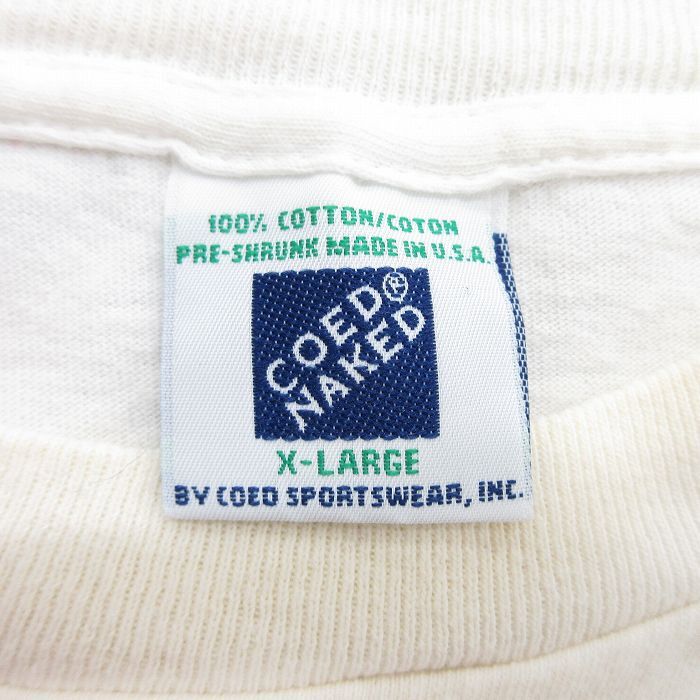 100% COTTON/COTON
PRE-SHRUNK MADE IN U.S.A.
COED®
NAKED
X-LARGE
BY COED SPORTSWEAR, INC.